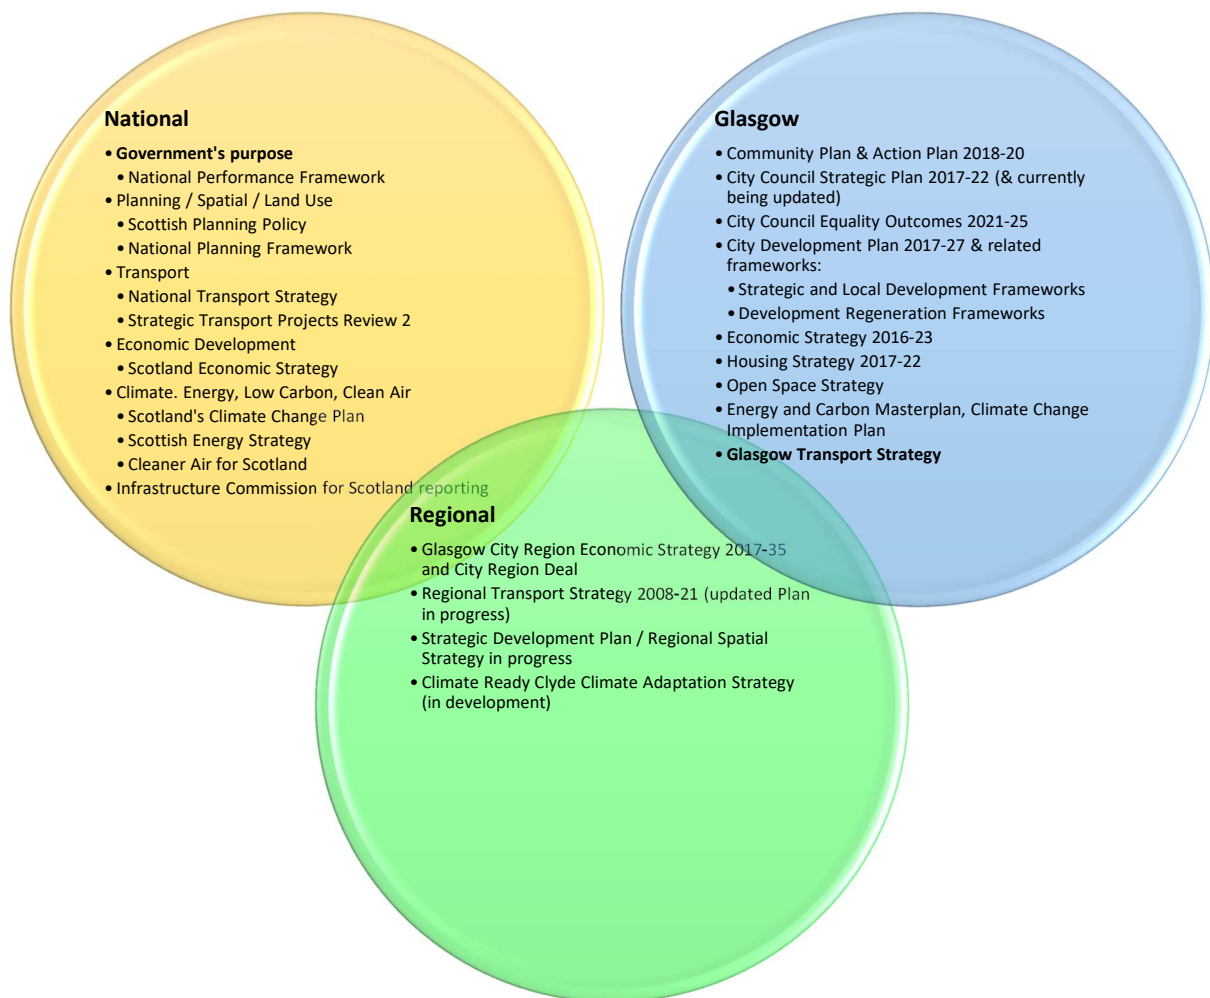 National
• Government's purpose
• National Performance Framework
• Planning / Spatial / Land Use
• Scottish Planning Policy
• National Planning Framework
• Transport
• National Transport Strategy
• Strategic Transport Projects Review 2
• Economic Development
• Scotland Economic Strategy
• Climate. Energy, Low Carbon, Clean Air
• Scotland's Climate Change Plan
• Scottish Energy Strategy
• Cleaner Air for Scotland
• Infrastructure Commission for Scotland reporting
Glasgow
• Community Plan & Action Plan 2018-20
• City Council Strategic Plan 2017-22 (& currently
being updated)
• City Council Equality Outcomes 2021-25
• City Development Plan 2017-27 & related
frameworks:
• Strategic and Local Development Frameworks
• Development Regeneration Frameworks
• Economic Strategy 2016-23
• Housing Strategy 2017-22
• Open Space Strategy
• Energy and Carbon Masterplan, Climate Change
Implementation Plan
• Glasgow Transport Strategy
Regional
• Glasgow City Region Economic Strategy 2017-35
and City Region Deal
• Regional Transport Strategy 2008-21 (updated Plan
in progress)
• Strategic Development Plan / Regional Spatial
Strategy in progress
• Climate Ready Clyde Climate Adaptation Strategy
(in development)